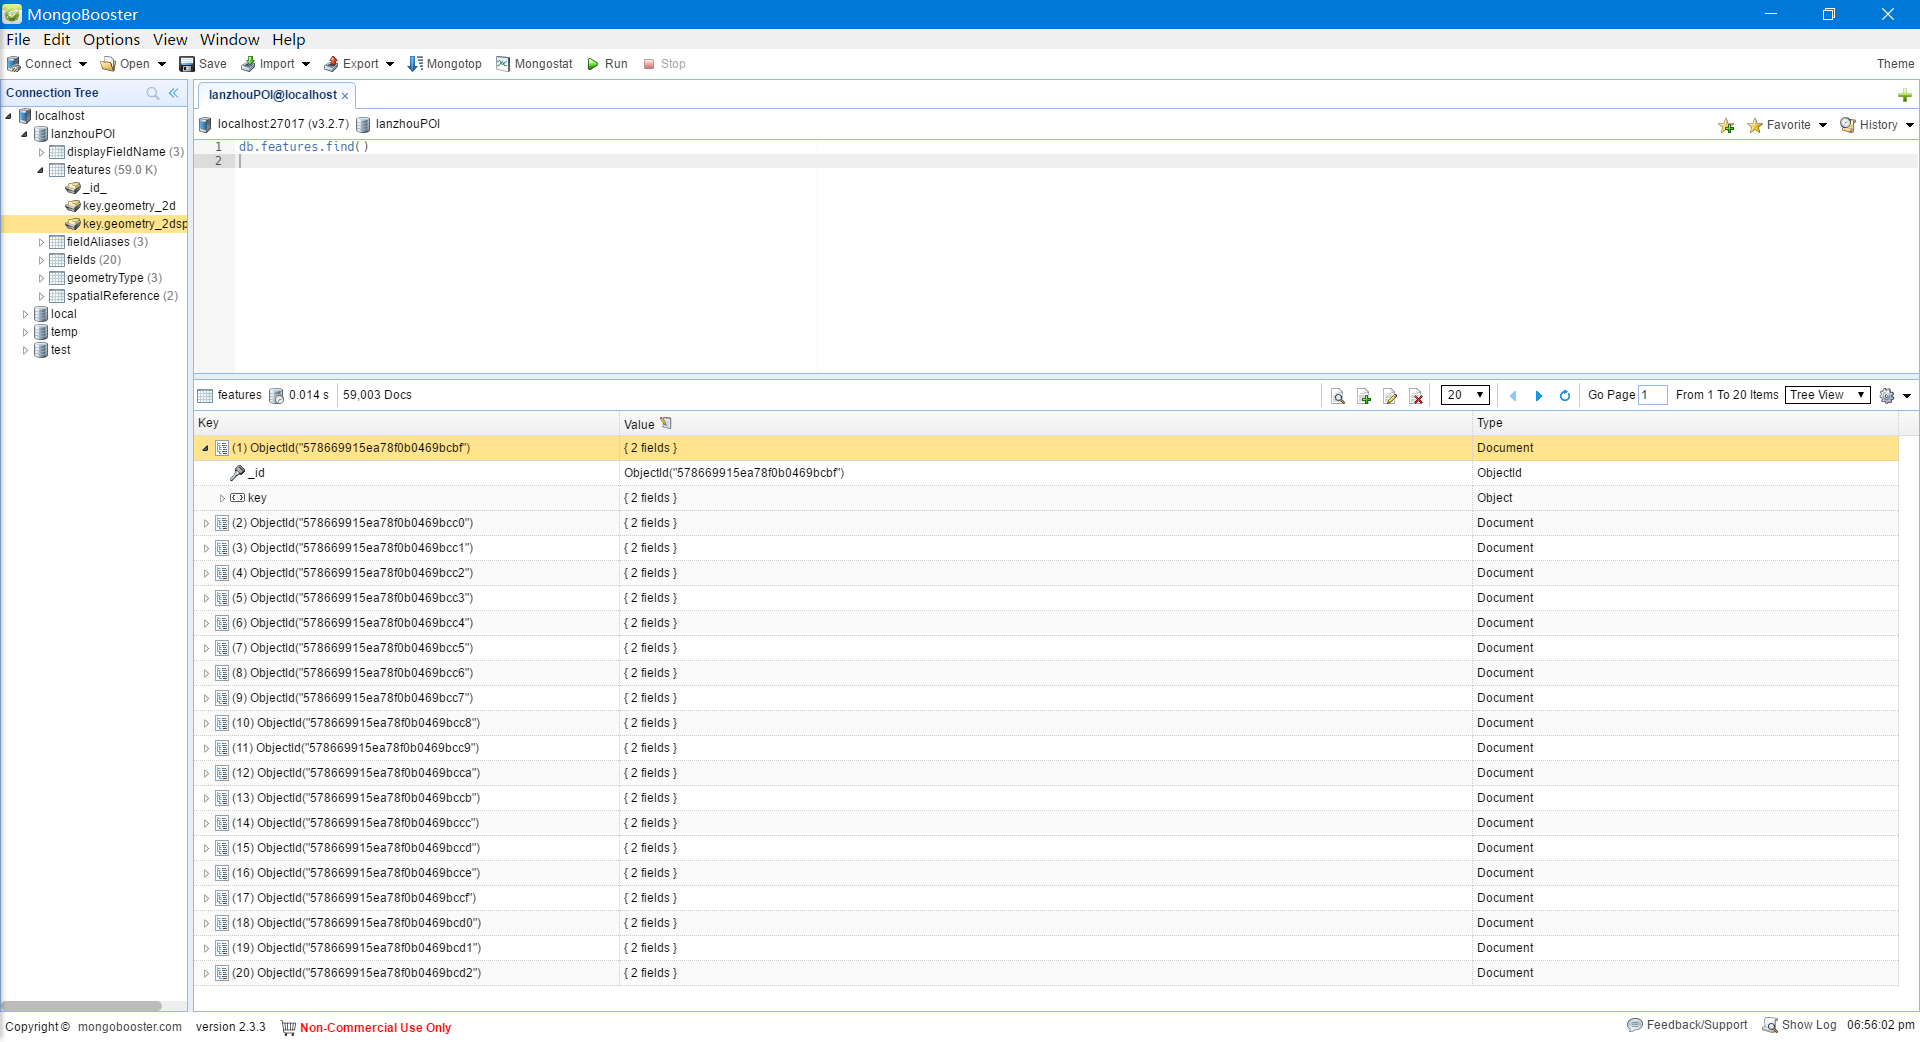 MongoBooster
File Edit Options View Window Help
Connect Open Save Import Export Mongotop Mongostat Run Stop Theme
Connection Tree
localhost
lanzhouPOI
displayFieldName (3)
features (59.0 K)
_id_
key.geometry_2d
key.geometry_2dsp
fieldAliases (3)
fields (20)
geometryType (3)
spatialReference (2)
local
temp
test
lanzhouPOI@localhost
localhost:27017 (v3.2.7) lanzhouPOI Favorite History
1 db.features.find()
2
features 0.014 s 59,003 Docs 20 Go Page 1 From 1 To 20 Items Tree View
Key Value Type
(1) ObjectId("578669915ea78f0b0469bcbf") { 2 fields } Document
_id ObjectId("578669915ea78f0b0469bcbf") ObjectId
key { 2 fields } Object
(2) ObjectId("578669915ea78f0b0469bcc0") { 2 fields } Document
(3) ObjectId("578669915ea78f0b0469bcc1") { 2 fields } Document
(4) ObjectId("578669915ea78f0b0469bcc2") { 2 fields } Document
(5) ObjectId("578669915ea78f0b0469bcc3") { 2 fields } Document
(6) ObjectId("578669915ea78f0b0469bcc4") { 2 fields } Document
(7) ObjectId("578669915ea78f0b0469bcc5") { 2 fields } Document
(8) ObjectId("578669915ea78f0b0469bcc6") { 2 fields } Document
(9) ObjectId("578669915ea78f0b0469bcc7") { 2 fields } Document
(10) ObjectId("578669915ea78f0b0469bcc8") { 2 fields } Document
(11) ObjectId("578669915ea78f0b0469bcc9") { 2 fields } Document
(12) ObjectId("578669915ea78f0b0469bcca") { 2 fields } Document
(13) ObjectId("578669915ea78f0b0469bccb") { 2 fields } Document
(14) ObjectId("578669915ea78f0b0469bccc") { 2 fields } Document
(15) ObjectId("578669915ea78f0b0469bccd") { 2 fields } Document
(16) ObjectId("578669915ea78f0b0469bcce") { 2 fields } Document
(17) ObjectId("578669915ea78f0b0469bccf") { 2 fields } Document
(18) ObjectId("578669915ea78f0b0469bcd0") { 2 fields } Document
(19) ObjectId("578669915ea78f0b0469bcd1") { 2 fields } Document
(20) ObjectId("578669915ea78f0b0469bcd2") { 2 fields } Document
Copyright © mongobooster.com version 2.3.3 Non-Commercial Use Only Feedback/Support Show Log 06:56:02 pm